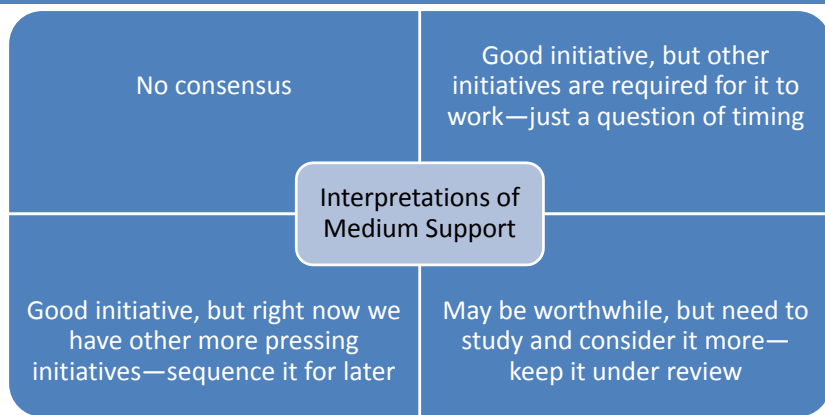 No consensus
Good initiative, but other
initiatives are required for it to
work—just a question of timing
Interpretations of
Medium Support
Good initiative, but right now we
have other more pressing
initiatives—sequence it for later
May be worthwhile, but need to
study and consider it more—
keep it under review